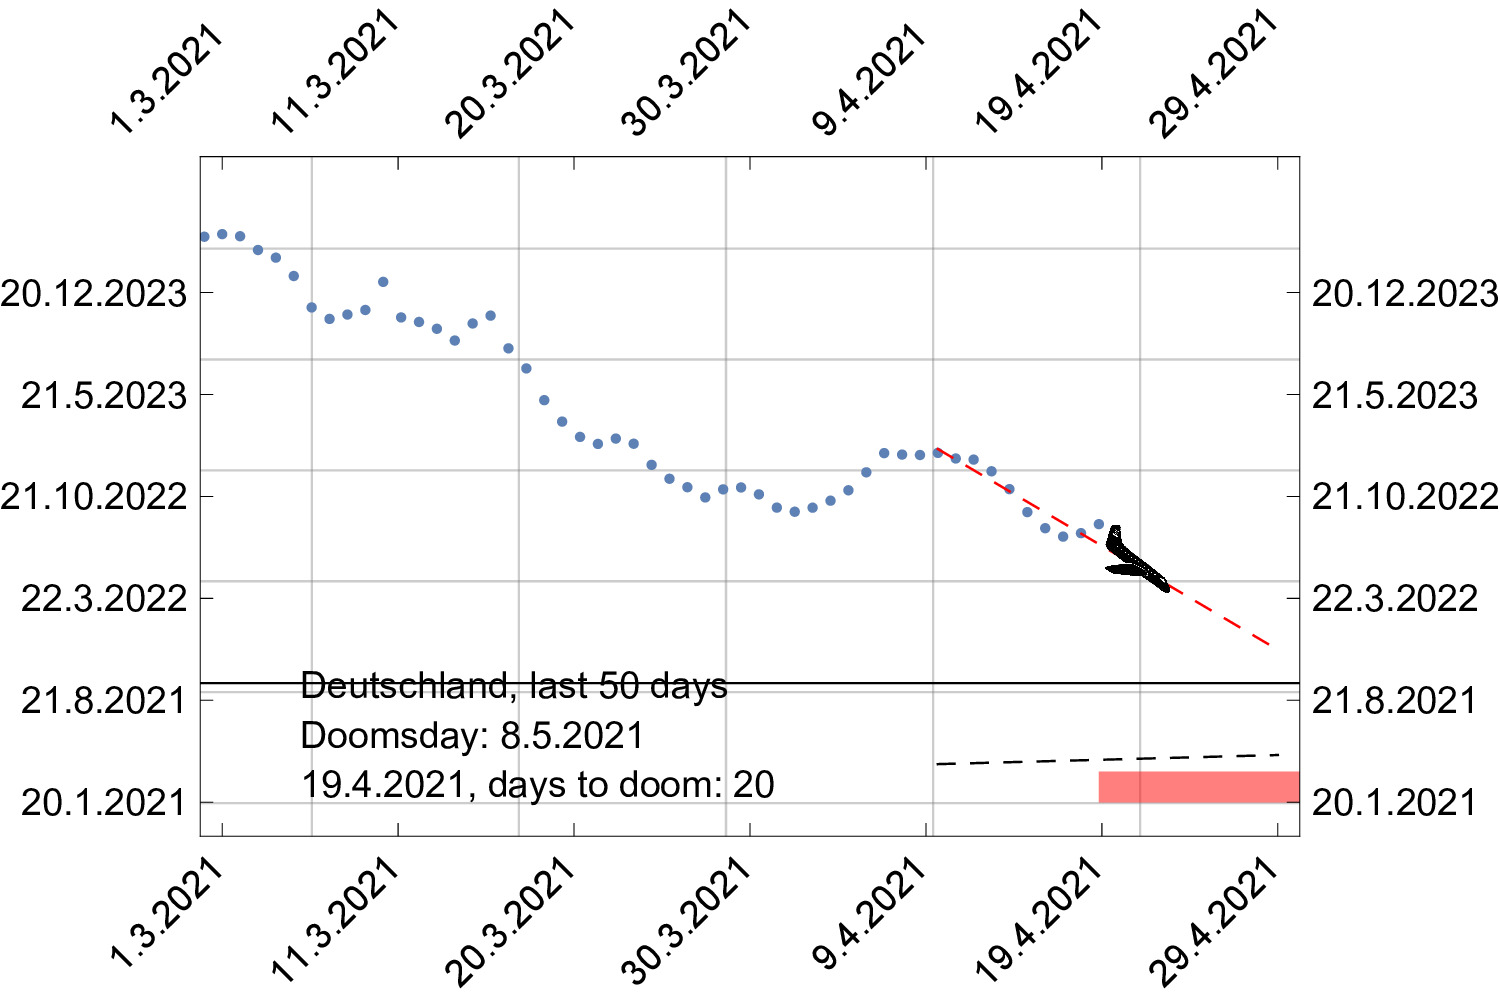 1.3.2021 11.3.2021 20.3.2021 30.3.2021 9.4.2021 19.4.2021 29.4.2021
20.12.2023 20.12.2023
21.5.2023 21.5.2023
21.10.2022 21.10.2022
22.3.2022 22.3.2022
Deutschland, last 50 days
21.8.2021 21.8.2021
Doomsday: 8.5.2021
19.4.2021, days to doom: 20
20.1.2021 20.1.2021
1.3.2021 11.3.2021 20.3.2021 30.3.2021 9.4.2021 19.4.2021 29.4.2021